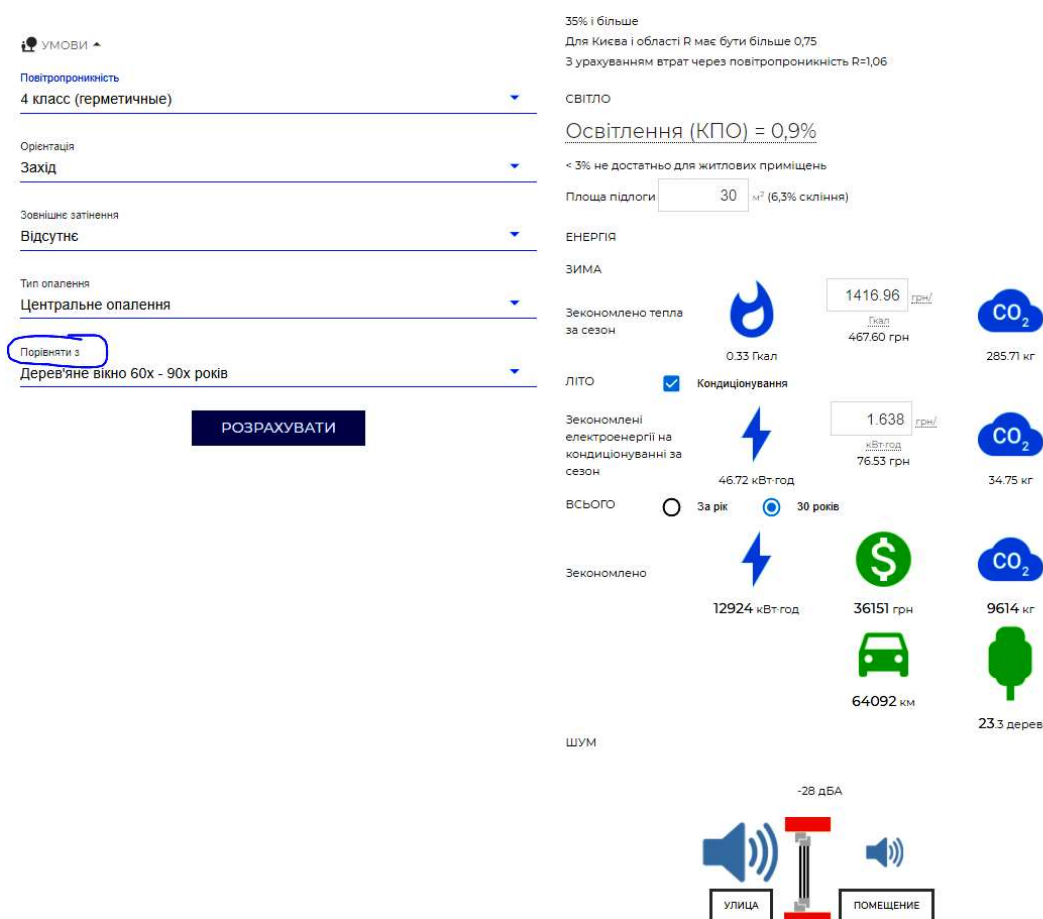 УМОВИ
Повітропроникність
4 класс (герметичные)
Орієнтація
Захід
Зовнішнє затінення
Відсутнє
Тип опалення
Центральне опалення
Порівняти з
Дерев'яне вікно 60х - 90х років
РОЗРАХУВАТИ
35% і більше
Для Києва і області R має бути більше 0,75
З урахуванням втрат через повітропроникність R=1,06
СВІТЛО
Освітлення (КПО) = 0,9%
< 3% не достатньо для житлових приміщень
Площа підлоги 30 м² (6,3% скління)
ЕНЕРГІЯ
ЗИМА
Зекономлено тепла
за сезон
0.33 Гкал
1416.96 грн/
Гкал
467.60 грн
CO₂
285.71 кг
ЛІТО Кондиціонування
Зекономлені
електроенергії на
кондиціонуванні за
сезон
46.72 кВт·год
1.638 грн/
кВт·год
76.53 грн
CO₂
34.75 кг
ВСЬОГО За рік 30 років
Зекономлено
12924 кВт·год
$
36151 грн
CO₂
9614 кг
64092 км
23.3 дерев
ШУМ
-28 дБА
УЛИЦА
ПОМЕЩЕНИЕ